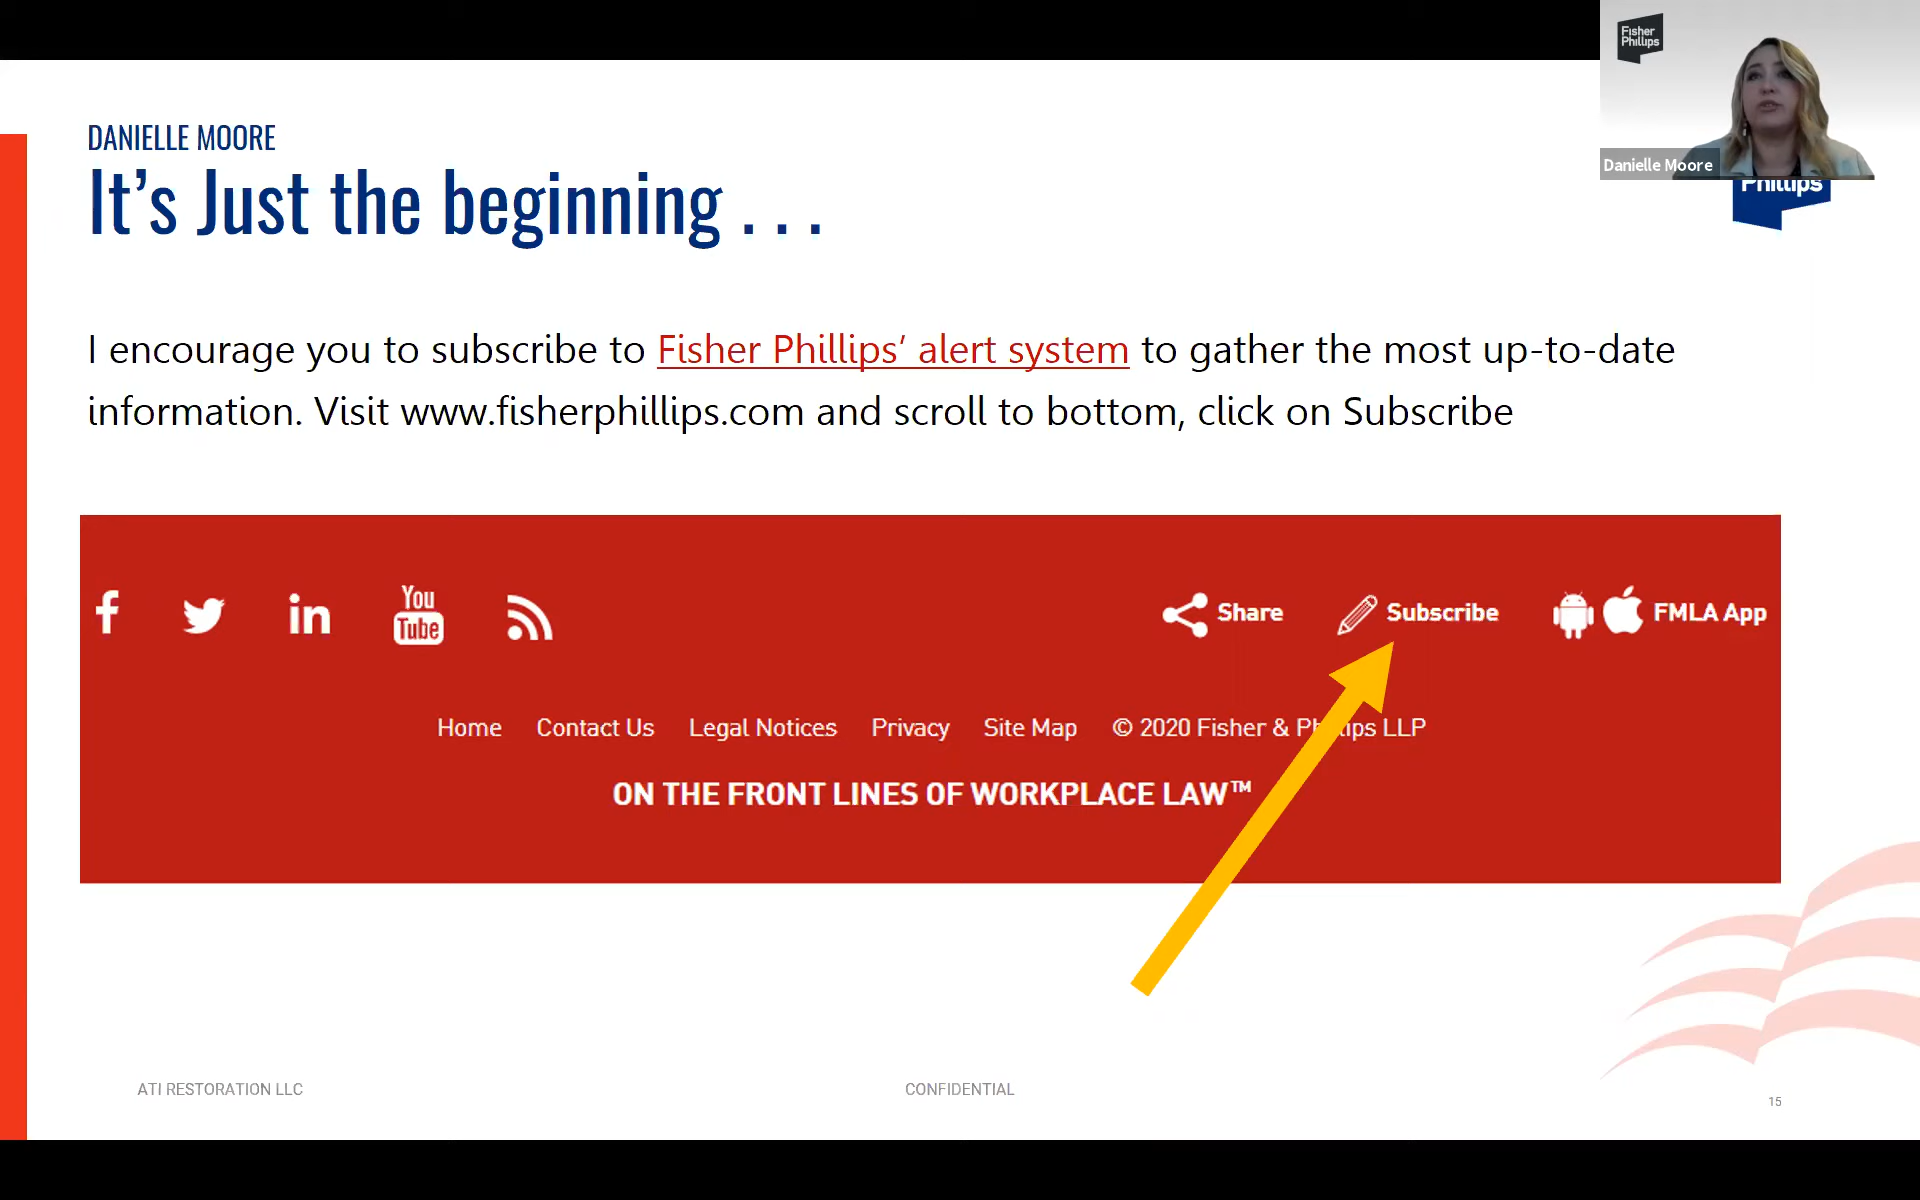 Fisher
Phillips
Danielle Moore
Phillips
DANIELLE MOORE
It’s Just the beginning . . .
I encourage you to subscribe to Fisher Phillips’ alert system to gather the most up-to-date
information. Visit www.fisherphillips.com and scroll to bottom, click on Subscribe
f in You Tube Share Subscribe FMLA App
Home Contact Us Legal Notices Privacy Site Map © 2020 Fisher & Phillips LLP
ON THE FRONT LINES OF WORKPLACE LAW™
ATI RESTORATION LLC CONFIDENTIAL 15